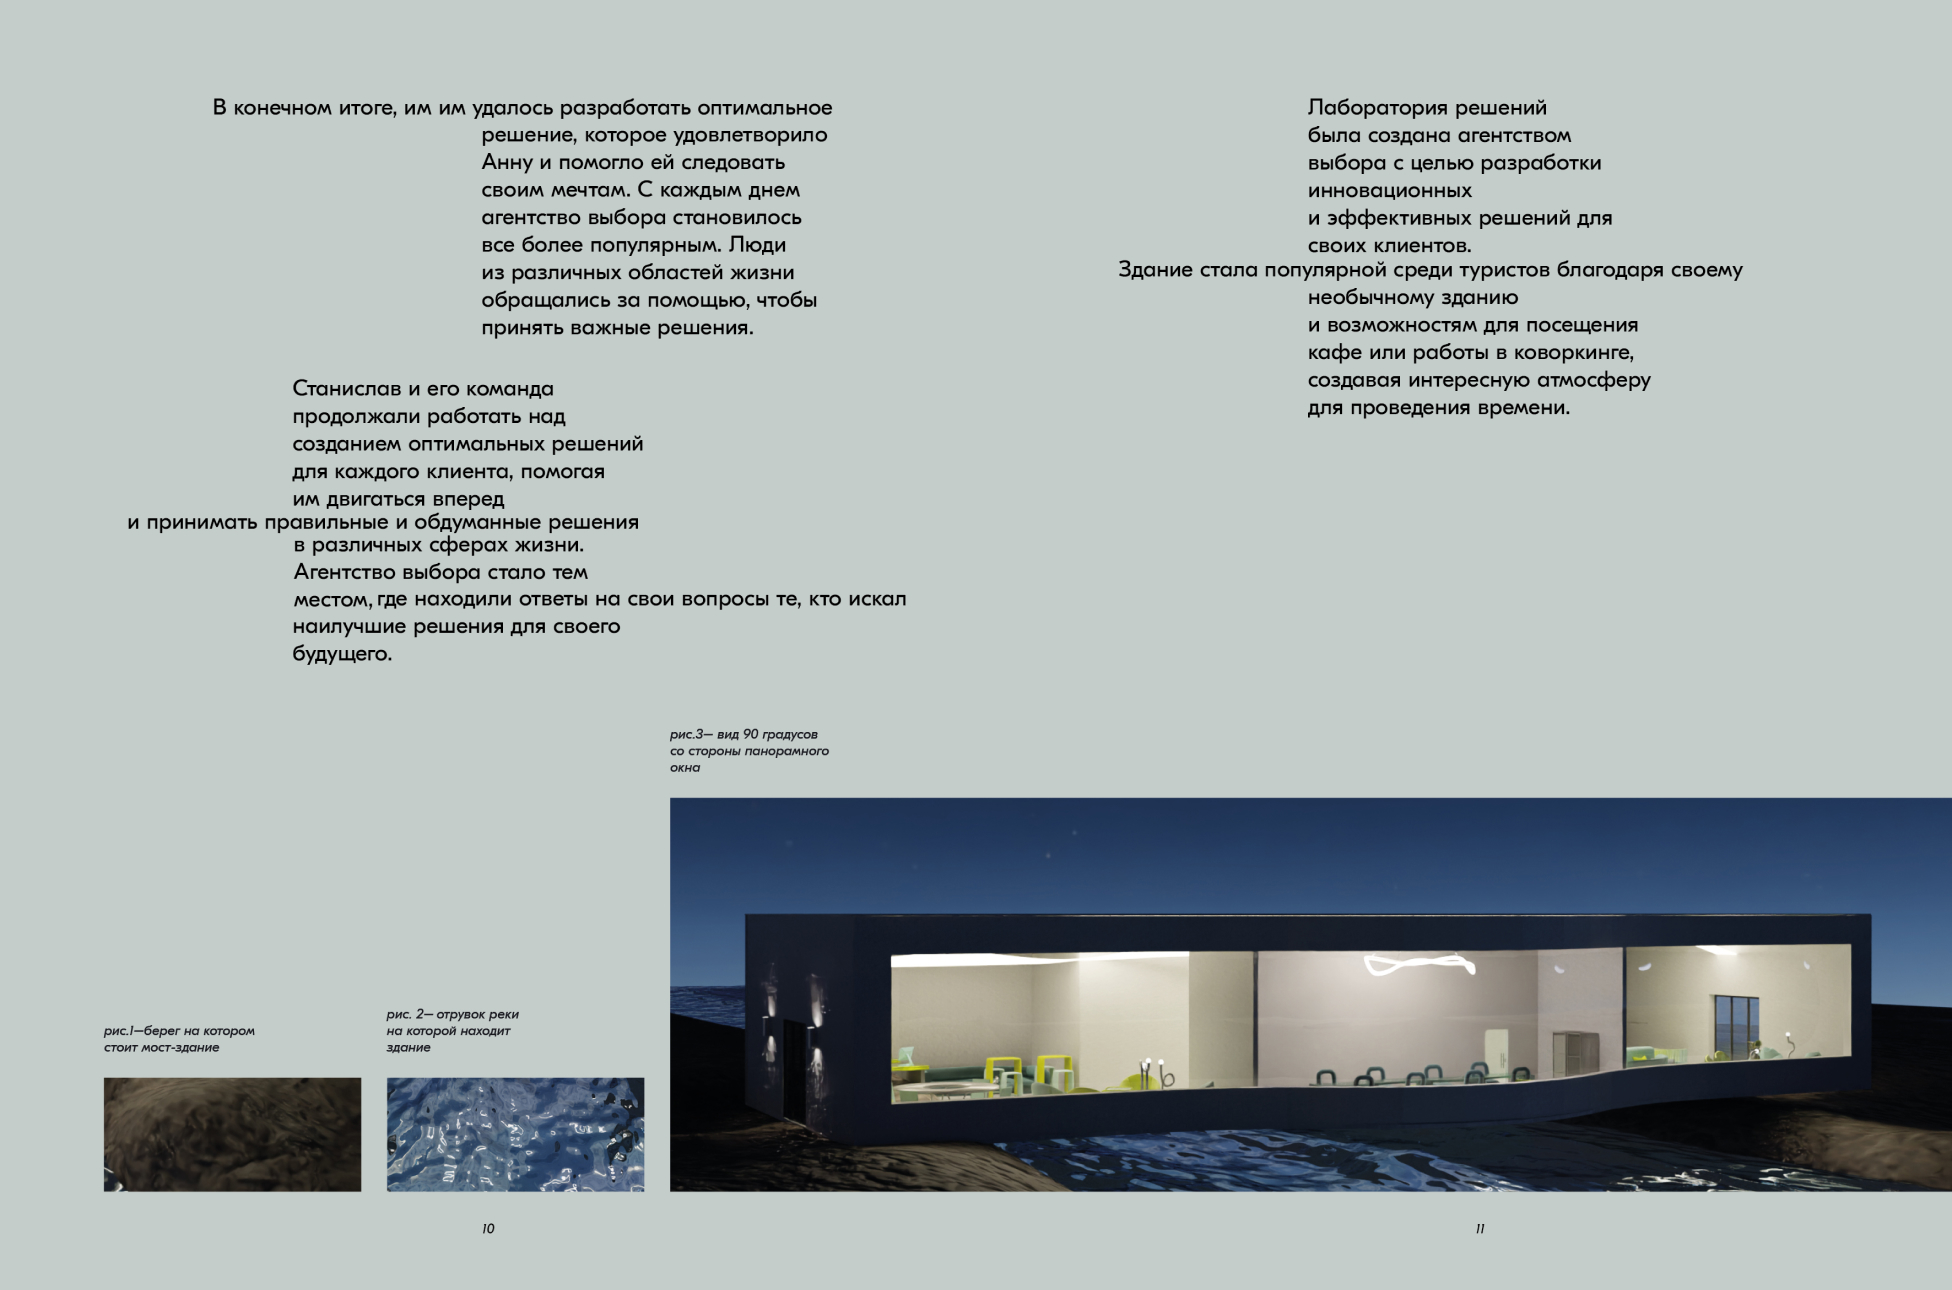 В конечном итоге, им им удалось разработать оптимальное
решение, которое удовлетворило
Анну и помогло ей следовать
своим мечтам. С каждым днем
агентство выбора становилось
все более популярным. Люди
из различных областей жизни
обращались за помощью, чтобы
принять важные решения.
Станислав и его команда
продолжали работать над
созданием оптимальных решений
для каждого клиента, помогая
им двигаться вперед
и принимать правильные и обдуманные решения
в различных сферах жизни.
Агентство выбора стало тем
местом, где находили ответы на свои вопросы те, кто искал
наилучшие решения для своего
будущего.
рис.1—берег на котором
стоит мост-здание
рис. 2— отрувок реки
на которой находит
здание
рис.3— вид 90 градусов
со стороны панорамного
окна
10
Лаборатория решений
была создана агентством
выбора с целью разработки
инновационных
и эффективных решений для
своих клиентов.
Здание стала популярной среди туристов благодаря своему
необычному зданию
и возможностям для посещения
кафе или работы в коворкинге,
создавая интересную атмосферу
для проведения времени.
11